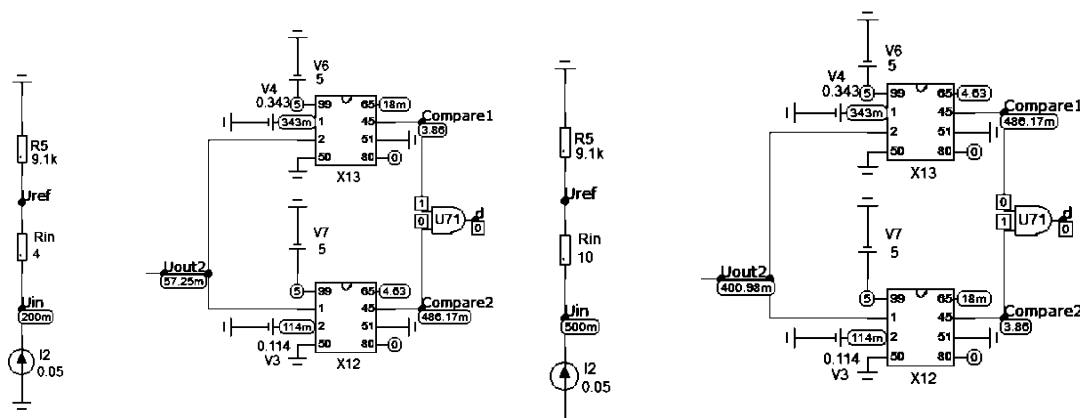 V6
5
V4
0.343
5
99
65
18m
343m
1
45
Compare1
3.86
2
51
50
80
0
X13
R5
9.1k
Uref
Rin
4
1
0
U71
d
0
V7
5
Uout2
57.25m
5
99
65
4.63
1
45
Compare2
486.17m
Uin
200m
114m
2
51
0.114
50
80
0
V3
X12
I2
0.05
V6
5
V4
0.343
5
99
65
4.63
343m
1
45
Compare1
486.17m
2
51
50
80
0
X13
R5
9.1k
Uref
Rin
10
0
1
U71
d
0
V7
5
Uout2
400.98m
5
99
65
18m
1
45
Compare2
3.86
Uin
500m
114m
2
51
0.114
50
80
0
V3
X12
I2
0.05